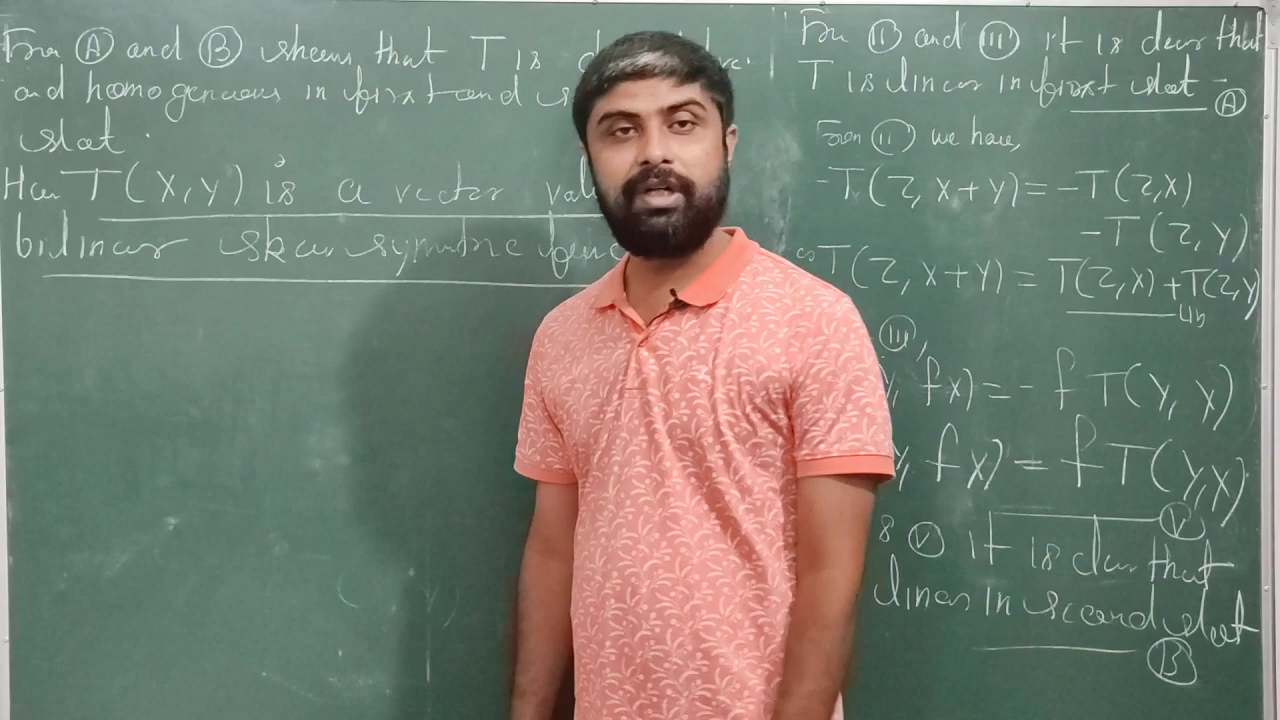 From Ⓐ and Ⓑ shows that T is
and homogeneous in first and s
slot.
Hence T(X,Y) is a vector val
bilinear skew symmetric func
From (ii) and (iii) it is clear that
T is linear in first slot - Ⓐ
From (ii) we have,
-T(Z, X+Y) = -T(Z,X)
-T(Z,Y)
T(Z, X+Y) = T(Z,X)+T(Z,Y)
(iii),
, fX) = - f T(Y, X)
Y, fX) = f T(Y,X)
(v)
& (v) it is clear that
linear in second slot
Ⓑ